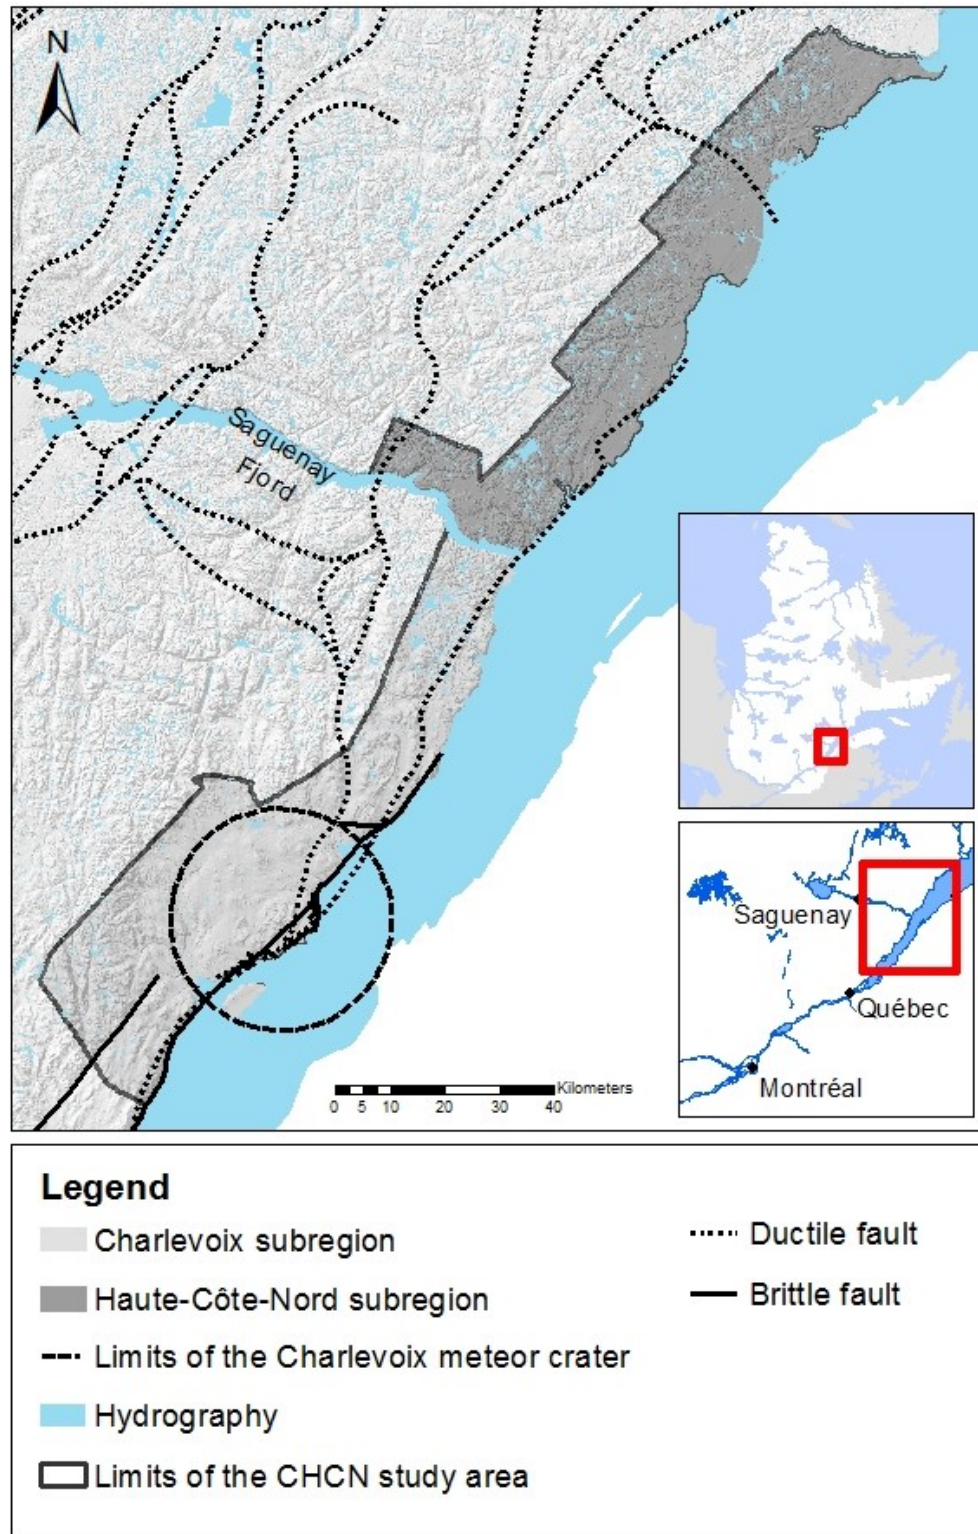 N
Saguenay
Fjord
Saguenay
Québec
Montréal
Kilometers
0 5 10 20 30 40
Legend
Charlevoix subregion
Haute-Côte-Nord subregion
Limits of the Charlevoix meteor crater
Hydrography
Limits of the CHCN study area
Ductile fault
Brittle fault